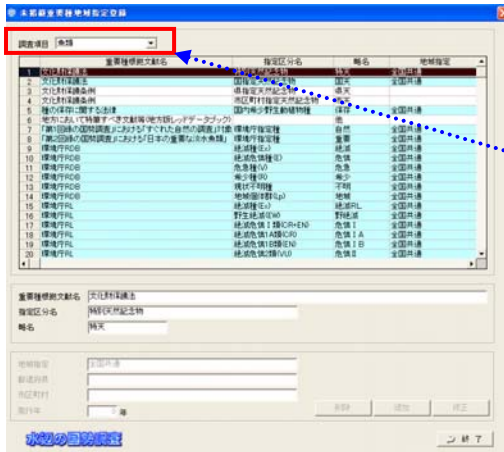 未掲載重要種地域指定登録
調査項目 魚類
重要種根拠文献名 指定区分名 略名 地域指定
1 文化財保護法 特別天然記念物 特天 全国共通
2 文化財保護法 国指定天然記念物 国天 全国共通
3 文化財保護条例 県指定天然記念物 県天
4 文化財保護条例 市区町村指定天然記念物
5 種の保存に関する法律 国内希少野生動植物種 保存 全国共通
6 地方において特筆すべき文献等(地方版レッドデータブック) 他
7 「第1回緑の国勢調査」における「すぐれた自然の調査」対象 環境庁指定種 自然 全国共通
8 「第2回緑の国勢調査」における「日本の重要な淡水魚類」 環境庁指定種 全国共通
9 環境庁RDB 絶滅種(Ex) 絶滅 全国共通
10 環境庁RDB 絶滅危惧種(E) 危惧 全国共通
11 環境庁RDB 危急種(V) 危急 全国共通
12 環境庁RDB 希少種(R) 希少 全国共通
13 環境庁RDB 現状不明種 不明 全国共通
14 環境庁RDB 地域個体群(Lp) 地域 全国共通
15 環境庁RL 絶滅種(Ex) 絶滅RL 全国共通
16 環境庁RL 野生絶滅(EW) 野絶滅 全国共通
17 環境庁RL 絶滅危惧Ⅰ類(CR+EN) 危惧Ⅰ 全国共通
18 環境庁RL 絶滅危惧1A類(CR) 危惧ⅠA 全国共通
19 環境庁RL 絶滅危惧1B類(EN) 危惧ⅠB 全国共通
20 環境庁RL 絶滅危惧2類(VU) 危惧Ⅱ 全国共通
重要種根拠文献名 文化財保護法
指定区分名 特別天然記念物
略名 特天
地域指定 全国共通
都道府県
市区町村
発行年 年
削除 追加 修正
水辺の国勢調査
終了